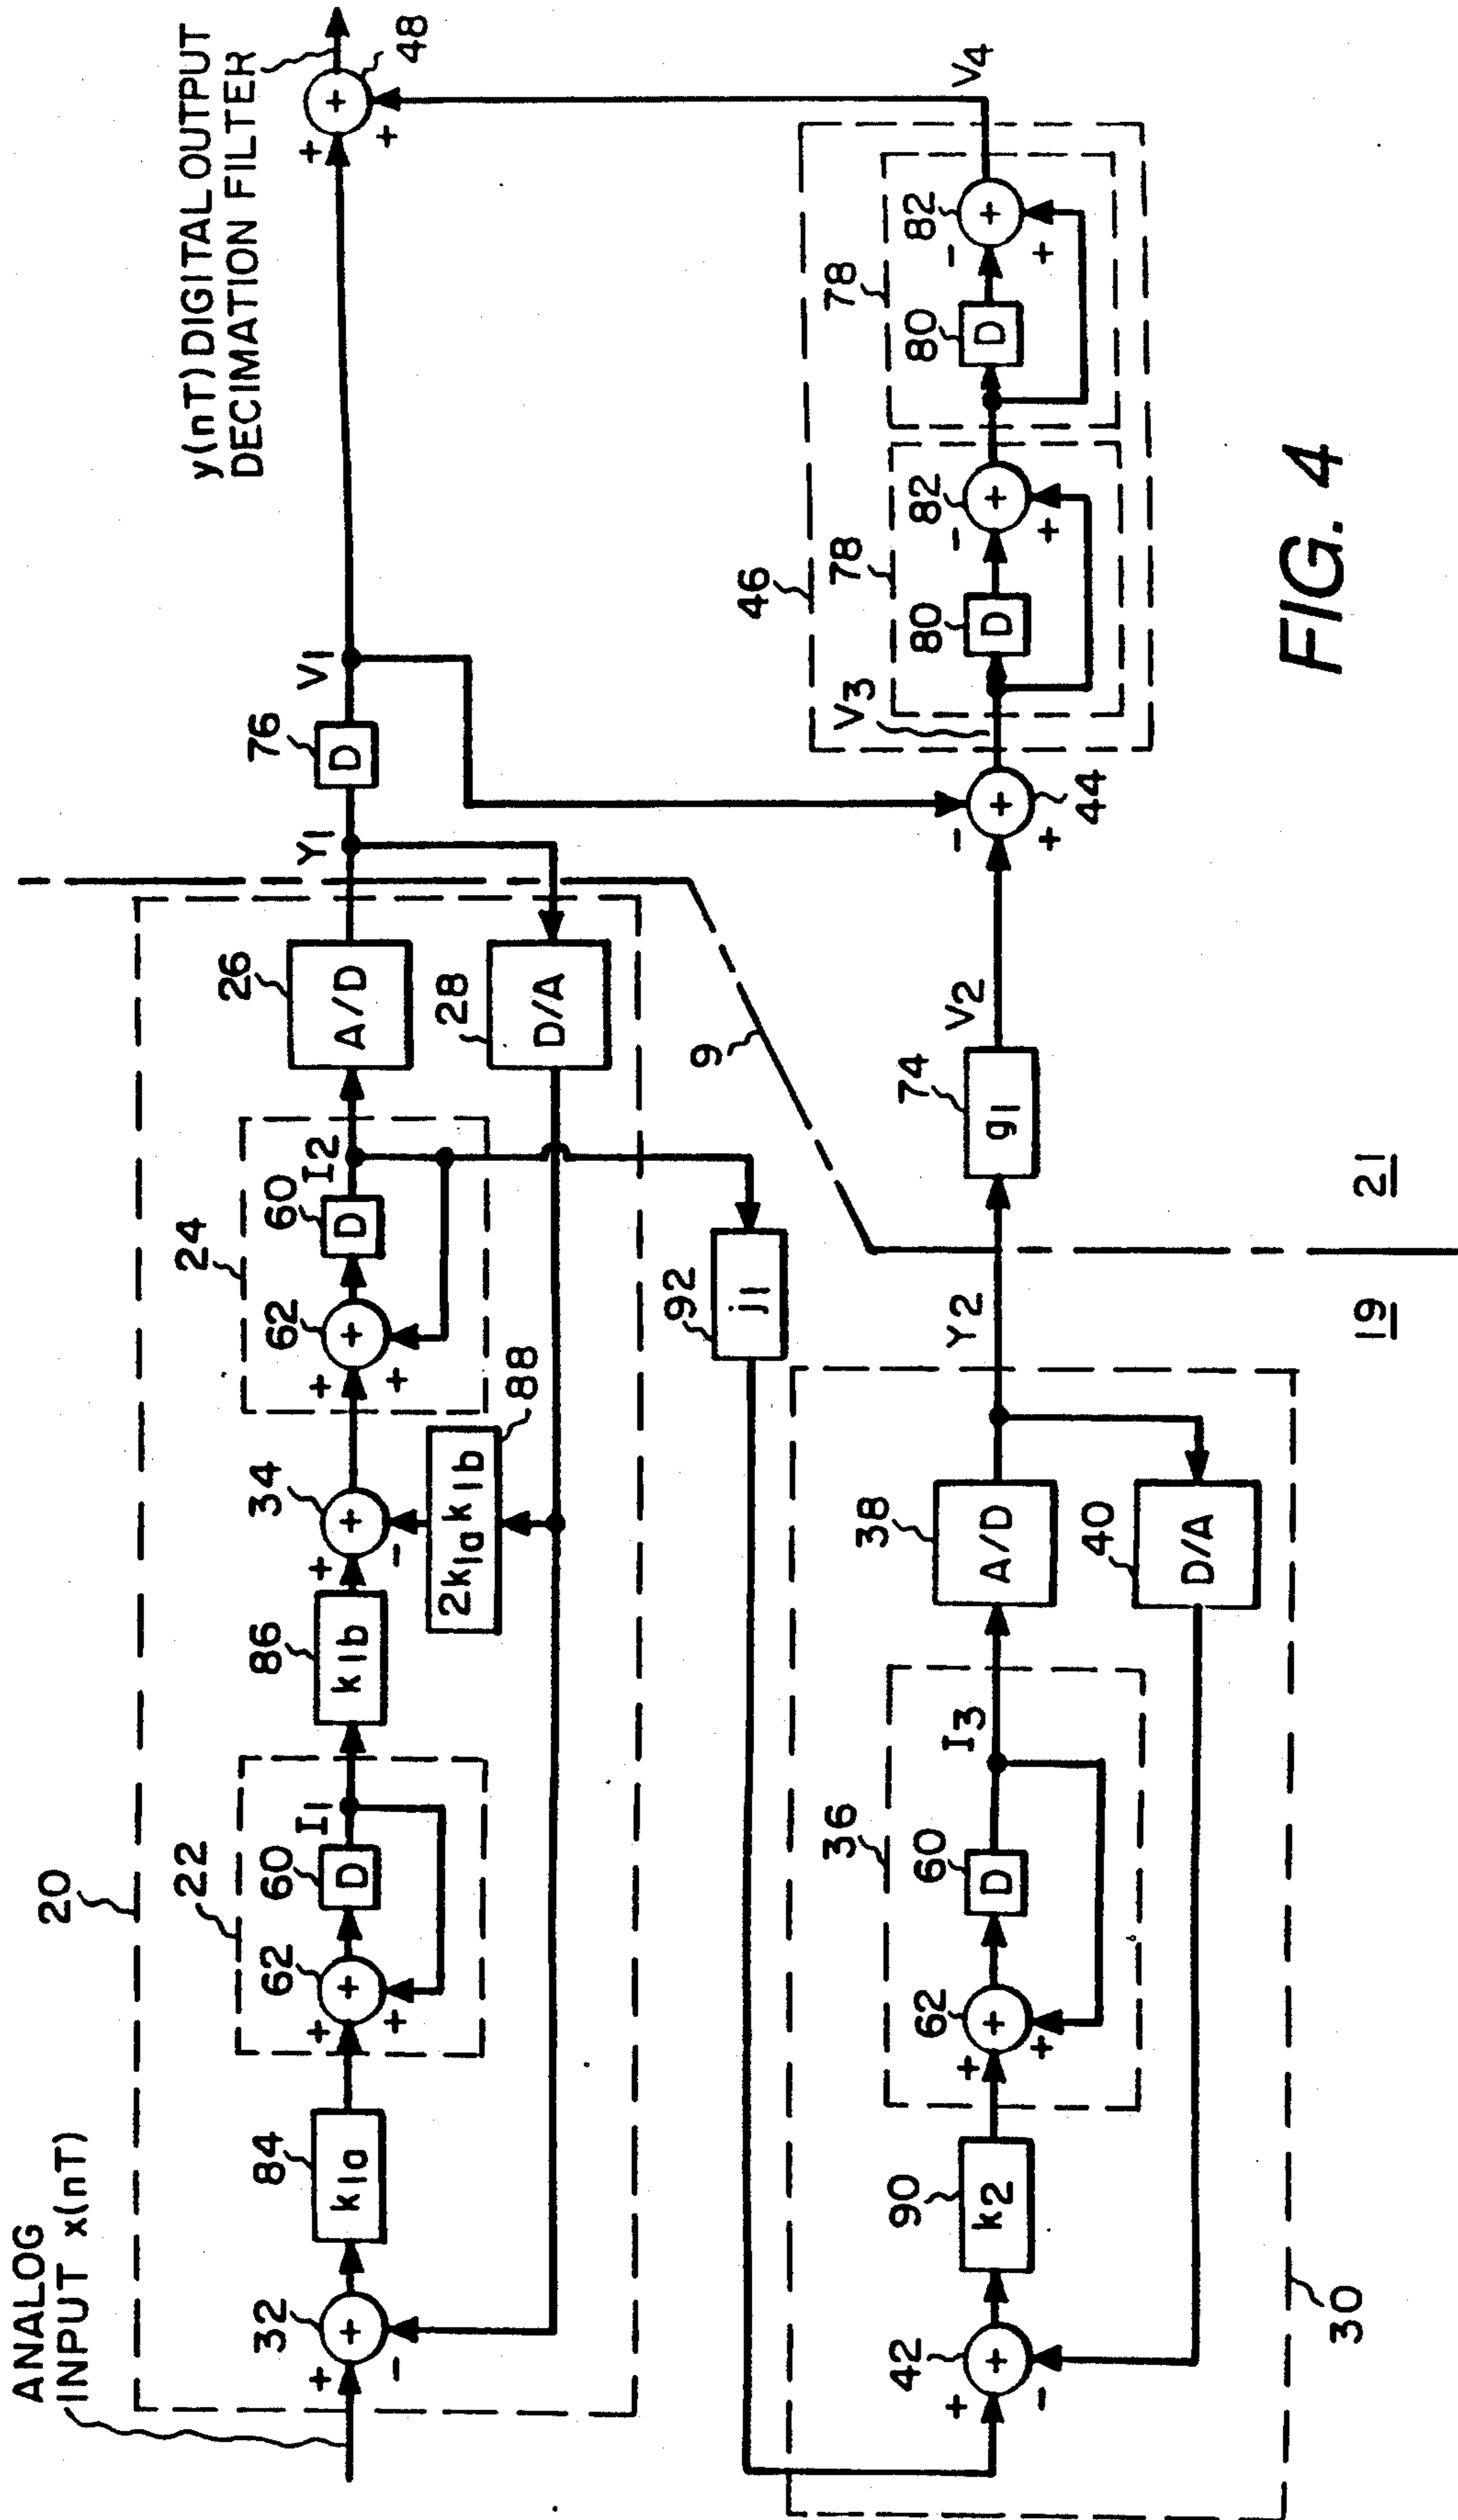 ANALOG
INPUT x(nT)
20
22
24
32
+
+
−
84
k1a
62
+
+
+
60
D
I1
86
k1b
34
+
+
−
88
2k1a k1b
62
+
+
+
60
D
I2
26
A/D
28
D/A
Y1
76
D
V1
y(nT) DIGITAL OUTPUT
DECIMATION FILTER
+
+
+
48
92
j1
9
30
42
+
+
−
90
k2
36
62
+
+
+
60
D
I3
38
A/D
40
D/A
Y2
19
21
74
g1
V2
44
+
−
+
V3
46
78
80
D
82
+
−
+
78
80
D
82
+
−
+
V4
FIG. 4